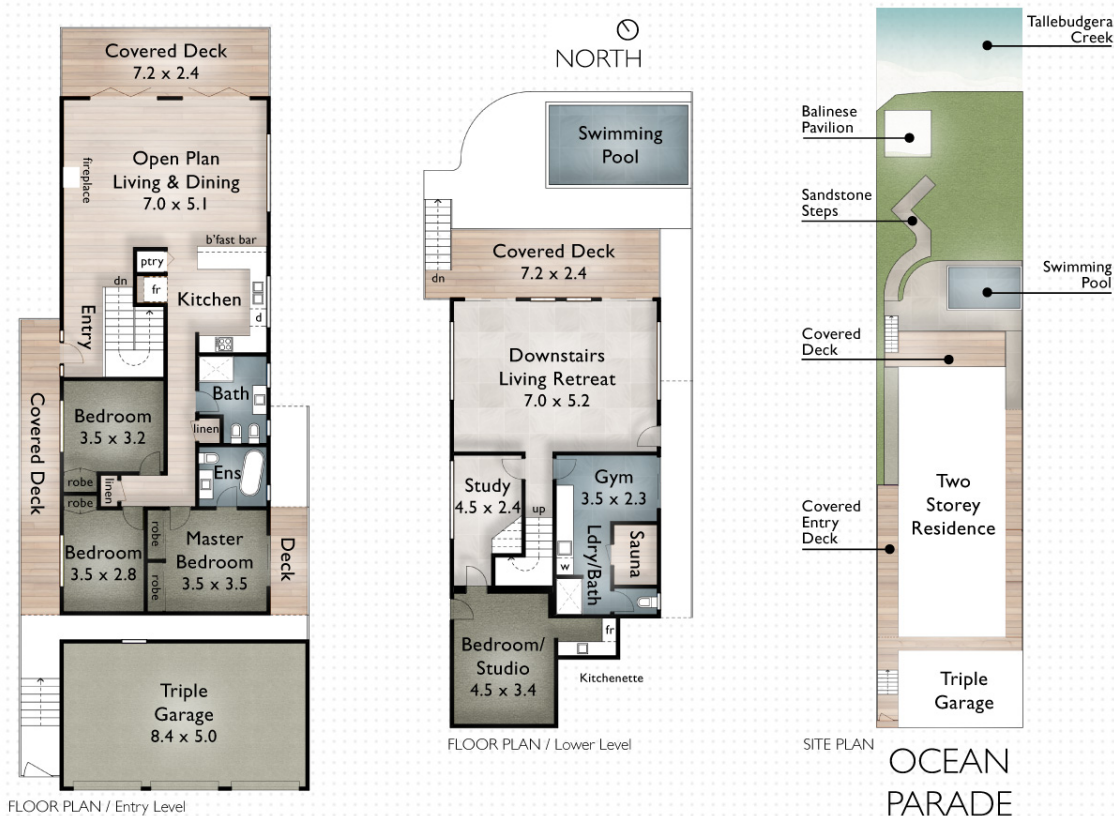 Covered Deck
7.2 x 2.4
Open Plan
Living & Dining
7.0 x 5.1
fireplace
b'fast bar
ptry
fr
Kitchen
dn
d
Entry
Bath
linen
Bedroom
3.5 x 3.2
Ens
robe
linen
robe
Covered Deck
Bedroom
3.5 x 2.8
robe
robe
Master
Bedroom
3.5 x 3.5
Deck
Triple
Garage
8.4 x 5.0
FLOOR PLAN / Entry Level
NORTH
Swimming
Pool
dn
Covered Deck
7.2 x 2.4
Downstairs
Living Retreat
7.0 x 5.2
Study
4.5 x 2.4
up
Gym
3.5 x 2.3
Sauna
w
Ldry/Bath
Bedroom/
Studio
4.5 x 3.4
fr
Kitchenette
FLOOR PLAN / Lower Level
Tallebudgera
Creek
Balinese
Pavilion
Sandstone
Steps
Swimming
Pool
Covered
Deck
Covered
Entry
Deck
Two
Storey
Residence
Triple
Garage
SITE PLAN
OCEAN
PARADE